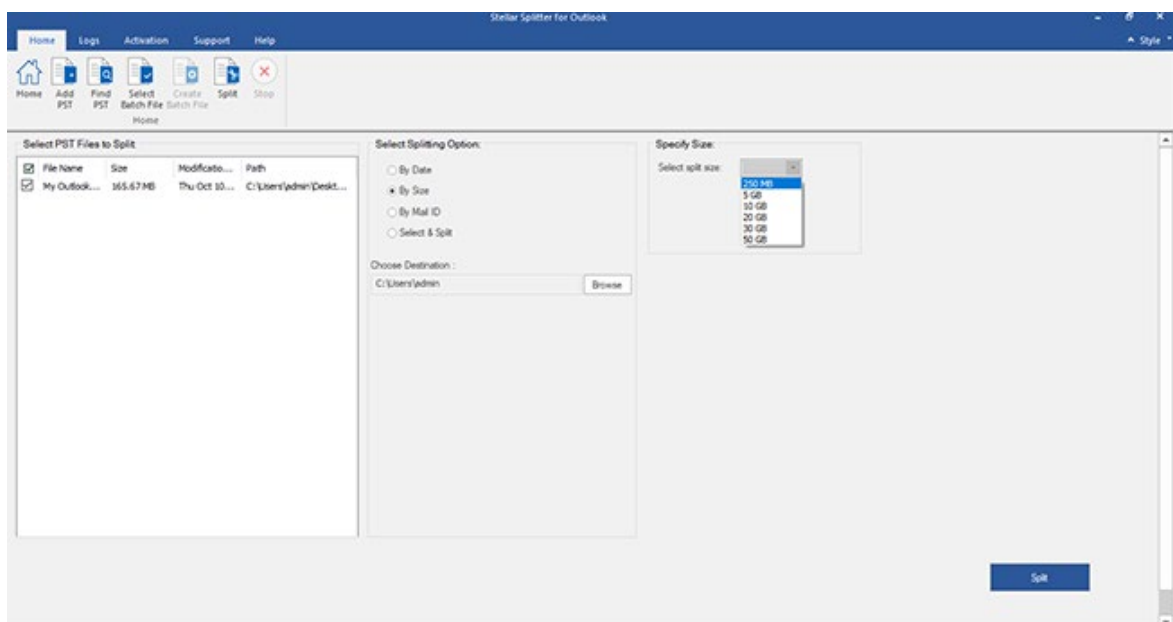 Stellar Splitter for Outlook
Home Logs Activation Support Help Style
Home Add PST Find PST Select Batch File Create Batch File Split Stop
Home
Select PST Files to Split
File Name Size Modificatio... Path
My Outlook... 165.67 MB Thu Oct 10... C:\Users\admin\Deskt...
Select Splitting Option:
By Date
By Size
By Mail ID
Select & Split
Choose Destination :
C:\Users\admin Browse
Specify Size:
Select split size:
250 MB
5 GB
10 GB
20 GB
30 GB
50 GB
Split